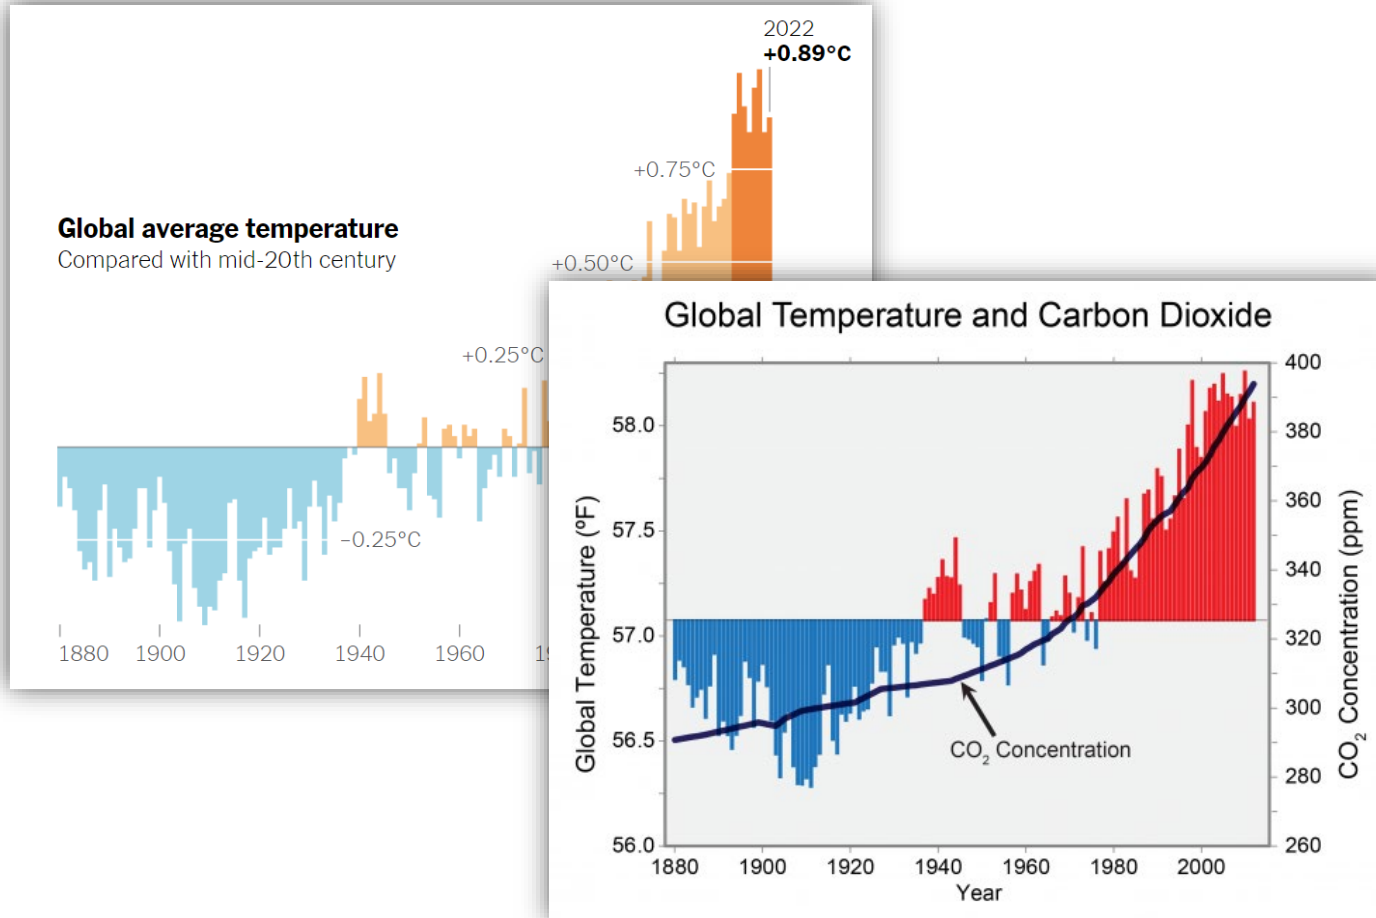 2022
+0.89°C
+0.75°C
Global average temperature
Compared with mid-20th century
+0.50°C
+0.25°C
-0.25°C
1880 1900 1920 1940 1960
Global Temperature and Carbon Dioxide
Global Temperature (ºF)
58.0
57.5
57.0
56.5
56.0
400
380
360
340
320
300
280
260
CO2 Concentration (ppm)
CO2 Concentration
1880 1900 1920 1940 1960 1980 2000
Year